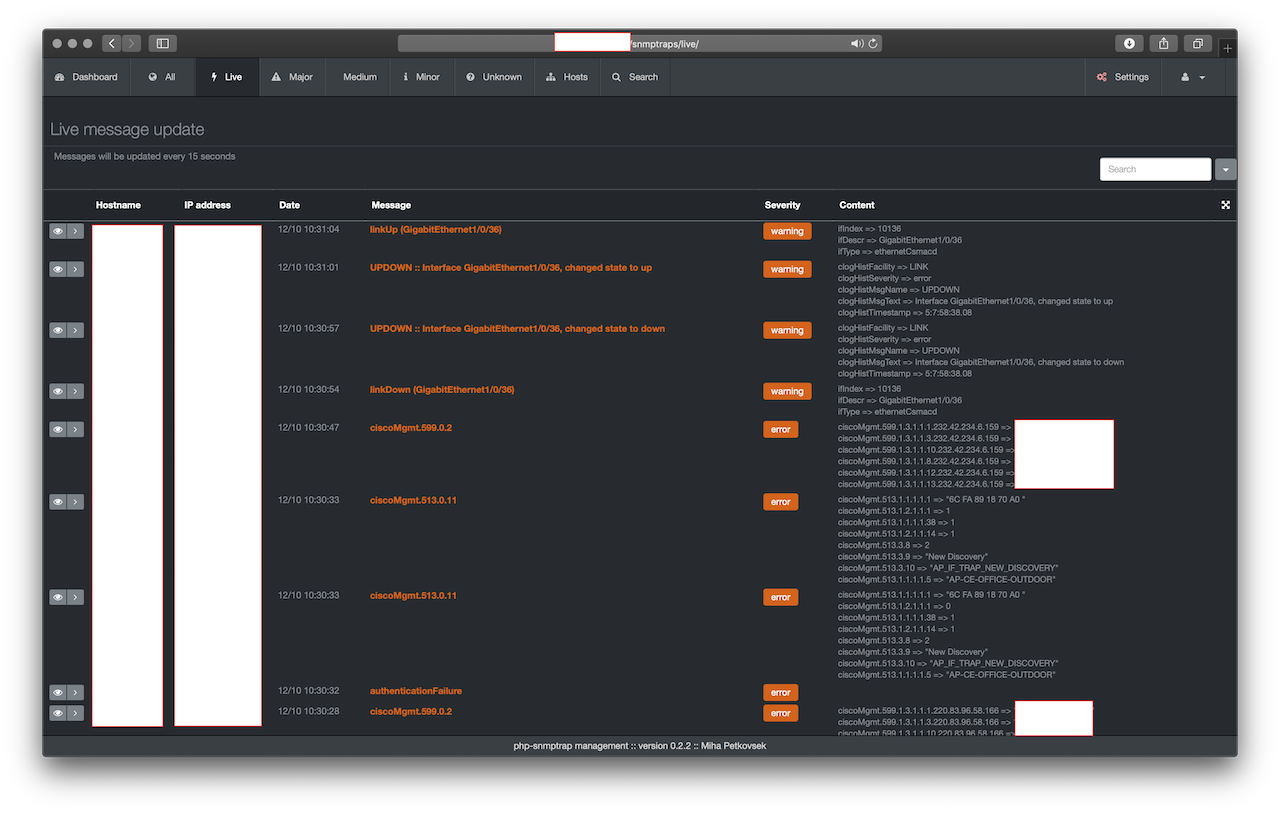 /snmptraps/live/
Dashboard All Live Major Medium Minor Unknown Hosts Search Settings
Live message update
Messages will be updated every 15 seconds
Search
Hostname IP address Date Message Severity Content
12/10 10:31:04 linkUp (GigabitEthernet1/0/36) warning ifIndex => 10136
ifDescr => GigabitEthernet1/0/36
ifType => ethernetCsmacd
12/10 10:31:01 UPDOWN :: Interface GigabitEthernet1/0/36, changed state to up warning clogHistFacility => LINK
clogHistSeverity => error
clogHistMsgName => UPDOWN
clogHistMsgText => Interface GigabitEthernet1/0/36, changed state to up
clogHistTimestamp => 5:7:58:38.08
12/10 10:30:57 UPDOWN :: Interface GigabitEthernet1/0/36, changed state to down warning clogHistFacility => LINK
clogHistSeverity => error
clogHistMsgName => UPDOWN
clogHistMsgText => Interface GigabitEthernet1/0/36, changed state to down
clogHistTimestamp => 5:7:58:38.08
12/10 10:30:54 linkDown (GigabitEthernet1/0/36) warning ifIndex => 10136
ifDescr => GigabitEthernet1/0/36
ifType => ethernetCsmacd
12/10 10:30:47 ciscoMgmt.599.0.2 error ciscoMgmt.599.1.3.1.1.1.232.42.234.6.159 =>
ciscoMgmt.599.1.3.1.1.3.232.42.234.6.159 =>
ciscoMgmt.599.1.3.1.1.10.232.42.234.6.159 =>
ciscoMgmt.599.1.3.1.1.8.232.42.234.6.159 =>
ciscoMgmt.599.1.3.1.1.12.232.42.234.6.159 =>
ciscoMgmt.599.1.3.1.1.13.232.42.234.6.159 =>
12/10 10:30:33 ciscoMgmt.513.0.11 error ciscoMgmt.513.1.1.1.1.1 => "6C FA 89 18 70 A0 "
ciscoMgmt.513.1.2.1.1.1 => 1
ciscoMgmt.513.1.1.1.1.38 => 1
ciscoMgmt.513.1.2.1.1.14 => 1
ciscoMgmt.513.3.8 => 2
ciscoMgmt.513.3.9 => "New Discovery"
ciscoMgmt.513.3.10 => "AP_IF_TRAP_NEW_DISCOVERY"
ciscoMgmt.513.1.1.1.1.5 => "AP-CE-OFFICE-OUTDOOR"
12/10 10:30:33 ciscoMgmt.513.0.11 error ciscoMgmt.513.1.1.1.1.1 => "6C FA 89 18 70 A0 "
ciscoMgmt.513.1.2.1.1.1 => 0
ciscoMgmt.513.1.1.1.1.38 => 1
ciscoMgmt.513.1.2.1.1.14 => 1
ciscoMgmt.513.3.8 => 2
ciscoMgmt.513.3.9 => "New Discovery"
ciscoMgmt.513.3.10 => "AP_IF_TRAP_NEW_DISCOVERY"
ciscoMgmt.513.1.1.1.1.5 => "AP-CE-OFFICE-OUTDOOR"
12/10 10:30:32 authenticationFailure error
12/10 10:30:28 ciscoMgmt.599.0.2 error ciscoMgmt.599.1.3.1.1.1.220.83.96.58.166 =>
ciscoMgmt.599.1.3.1.1.3.220.83.96.58.166 =>
ciscoMgmt.599.1.3.1.1.10.220.83.96.58.166 =>
php-snmptrap management :: version 0.2.2 :: Miha Petkovsek